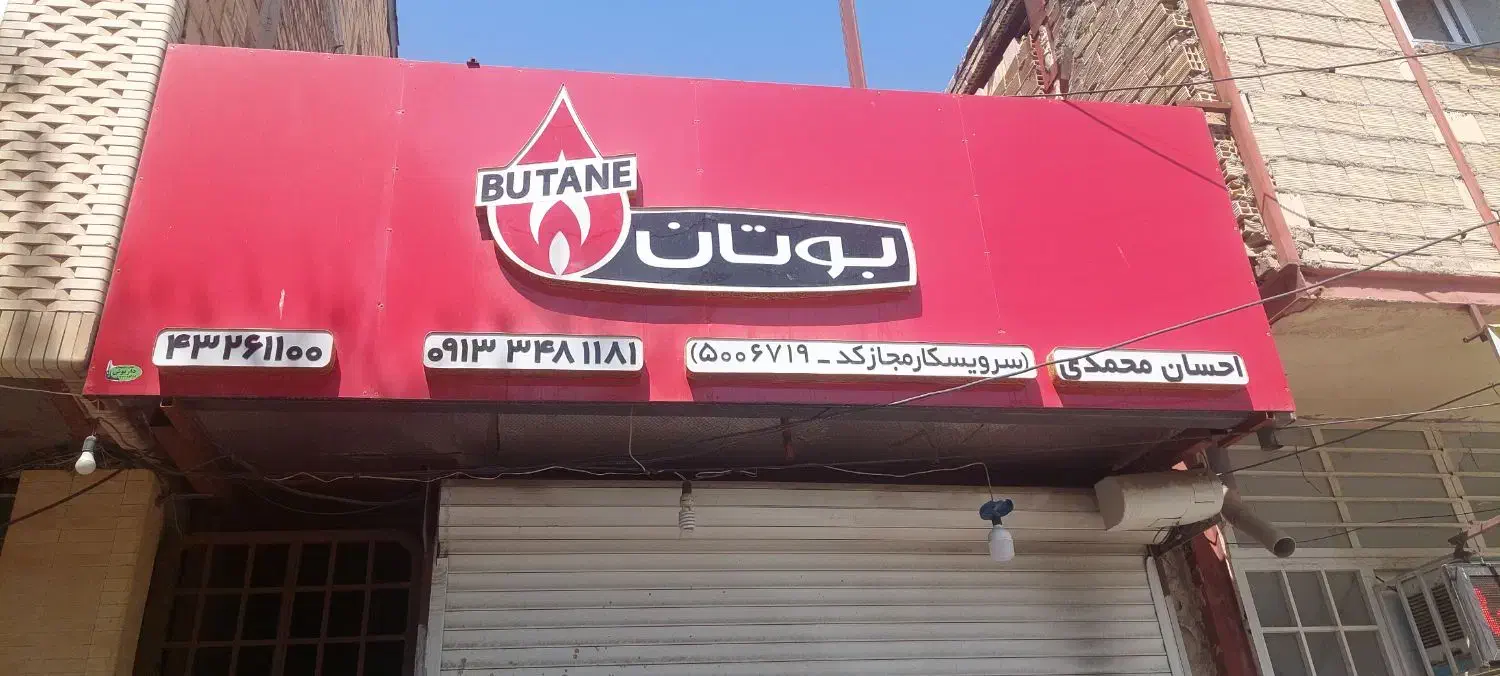 BUTANE
بوتان
احسان محمدی
(سرویسکار مجاز کد ـ ۵۰۰۶۷۱۹)
۰۹۱۳ ۳۴۸ ۱۱۸۱
۴۳۲۶۱۱۰۰